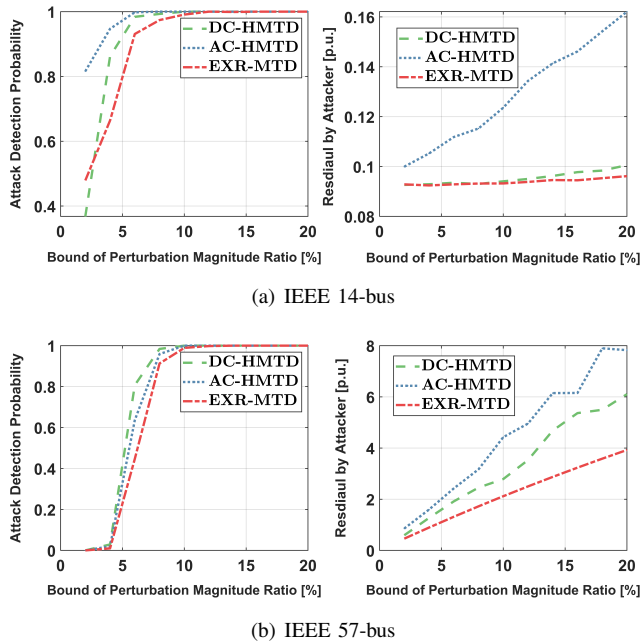 Attack Detection Probability
1
0.8
0.6
0.4
0 5 10 15 20
Bound of Perturbation Magnitude Ratio [%]
DC-HMTD
AC-HMTD
EXR-MTD
Resdiaul by Attacker [p.u.]
0.16
0.14
0.12
0.1
0.08
0 5 10 15 20
Bound of Perturbation Magnitude Ratio [%]
DC-HMTD
AC-HMTD
EXR-MTD
(a) IEEE 14-bus
Attack Detection Probability
1
0.8
0.6
0.4
0.2
0
0 5 10 15 20
Bound of Perturbation Magnitude Ratio [%]
DC-HMTD
AC-HMTD
EXR-MTD
Resdiaul by Attacker [p.u.]
8
6
4
2
0
0 5 10 15 20
Bound of Perturbation Magnitude Ratio [%]
DC-HMTD
AC-HMTD
EXR-MTD
(b) IEEE 57-bus